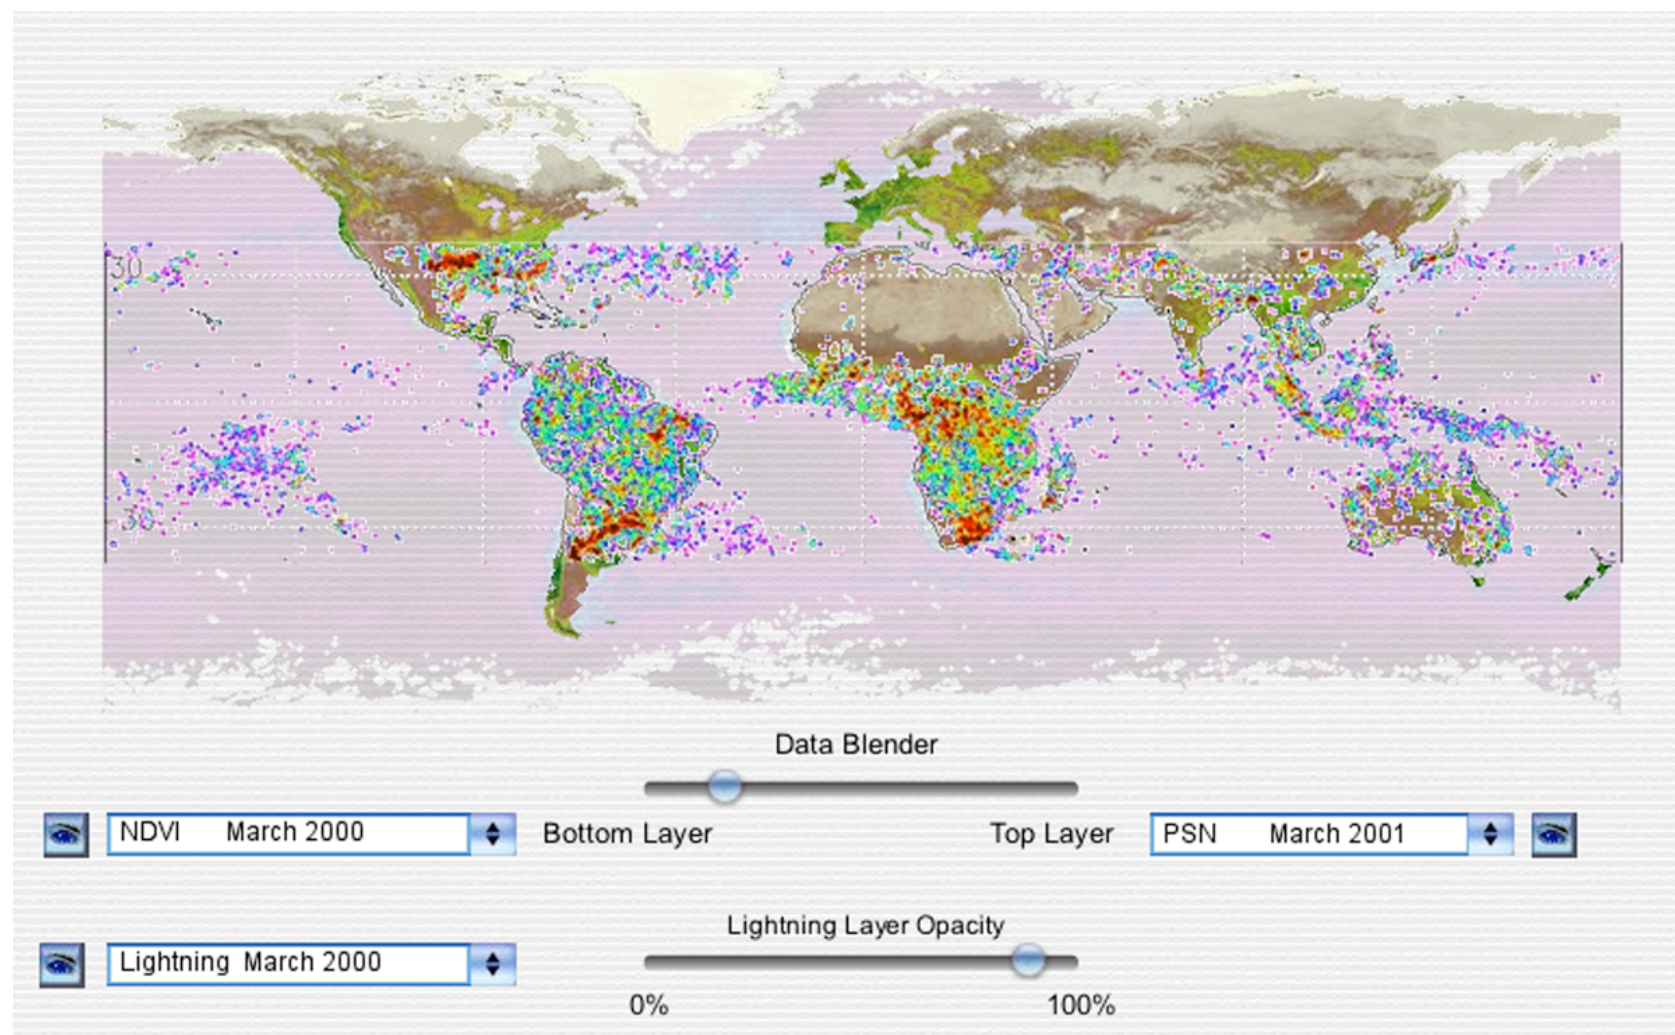 30
-30
Data Blender
NDVI March 2000
Bottom Layer
Top Layer
PSN March 2001
Lightning Layer Opacity
Lightning March 2000
0%
100%